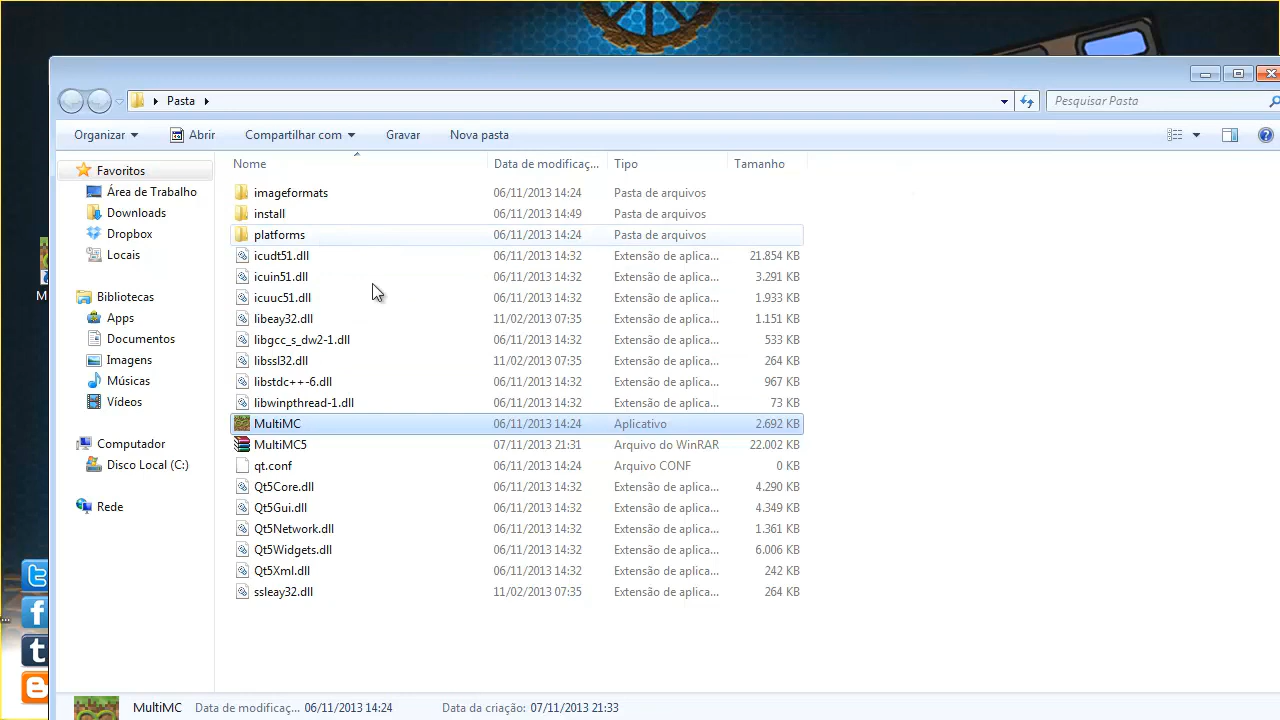 Pasta
Pesquisar Pasta
Organizar Abrir Compartilhar com Gravar Nova pasta
Nome Data de modificaç... Tipo Tamanho
Favoritos
Área de Trabalho
Downloads
Dropbox
Locais
Bibliotecas
Apps
Documentos
Imagens
Músicas
Vídeos
Computador
Disco Local (C:)
Rede
imageformats 06/11/2013 14:24 Pasta de arquivos
install 06/11/2013 14:49 Pasta de arquivos
platforms 06/11/2013 14:24 Pasta de arquivos
icudt51.dll 06/11/2013 14:32 Extensão de aplica... 21.854 KB
icuin51.dll 06/11/2013 14:32 Extensão de aplica... 3.291 KB
icuuc51.dll 06/11/2013 14:32 Extensão de aplica... 1.933 KB
libeay32.dll 11/02/2013 07:35 Extensão de aplica... 1.151 KB
libgcc_s_dw2-1.dll 06/11/2013 14:32 Extensão de aplica... 533 KB
libssl32.dll 11/02/2013 07:35 Extensão de aplica... 264 KB
libstdc++-6.dll 06/11/2013 14:32 Extensão de aplica... 967 KB
libwinpthread-1.dll 06/11/2013 14:32 Extensão de aplica... 73 KB
MultiMC 06/11/2013 14:24 Aplicativo 2.692 KB
MultiMC5 07/11/2013 21:31 Arquivo do WinRAR 22.002 KB
qt.conf 06/11/2013 14:24 Arquivo CONF 0 KB
Qt5Core.dll 06/11/2013 14:32 Extensão de aplica... 4.290 KB
Qt5Gui.dll 06/11/2013 14:32 Extensão de aplica... 4.349 KB
Qt5Network.dll 06/11/2013 14:32 Extensão de aplica... 1.361 KB
Qt5Widgets.dll 06/11/2013 14:32 Extensão de aplica... 6.006 KB
Qt5Xml.dll 06/11/2013 14:32 Extensão de aplica... 242 KB
ssleay32.dll 11/02/2013 07:35 Extensão de aplica... 264 KB
MultiMC Data de modificaç... 06/11/2013 14:24 Data da criação: 07/11/2013 21:33